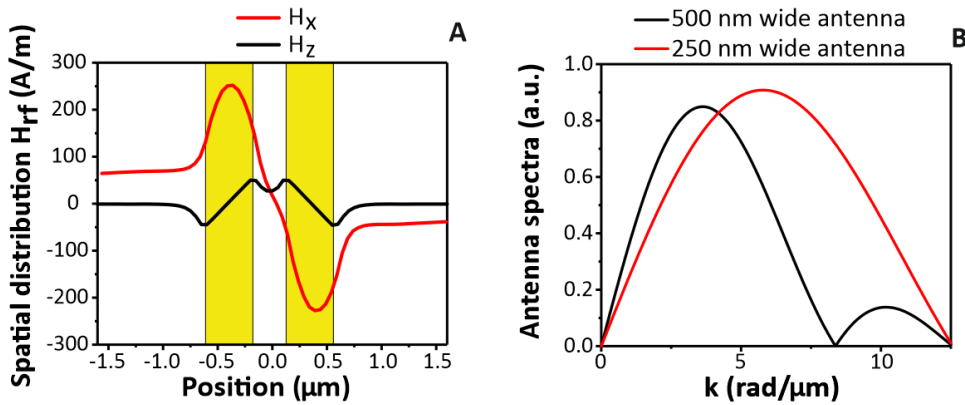 Hx
Hz
A
Spatial distribution Hrf (A/m)
300
200
100
0
-100
-200
-300
-1.5
-1.0
-0.5
0.0
0.5
1.0
1.5
Position (µm)
500 nm wide antenna
250 nm wide antenna
B
Antenna spectra (a.u.)
1.0
0.8
0.6
0.4
0.2
0.0
0
5
10
k (rad/µm)